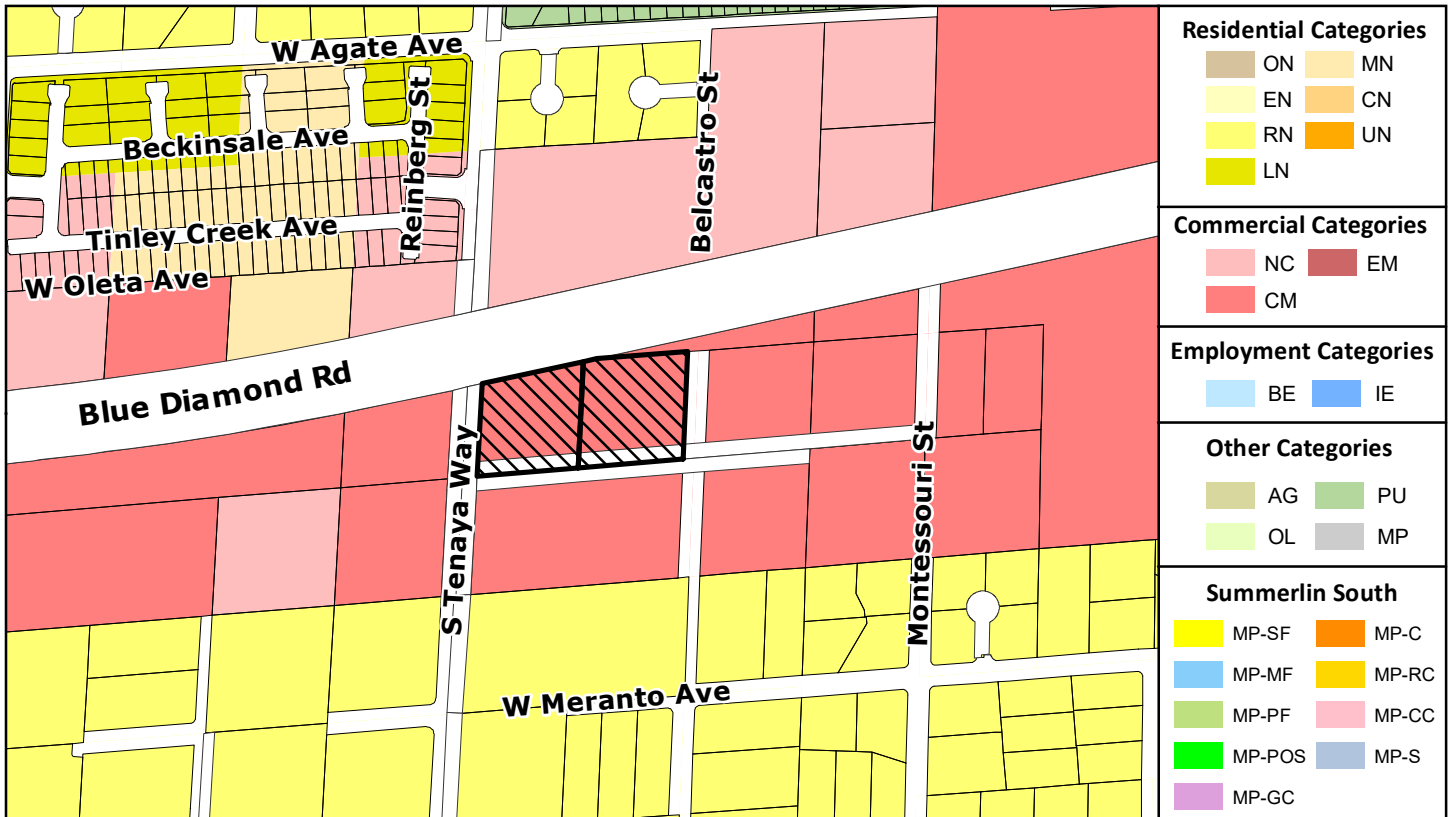 W Agate Ave
Beckinsale Ave
Reinberg St
Belcastro St
Tinley Creek Ave
W Oleta Ave
Blue Diamond Rd
S Tenaya Way
Montessouri St
W Meranto Ave
Residential Categories
ON MN
EN CN
RN UN
LN
Commercial Categories
NC EM
CM
Employment Categories
BE IE
Other Categories
AG PU
OL MP
Summerlin South
MP-SF MP-C
MP-MF MP-RC
MP-PF MP-CC
MP-POS MP-S
MP-GC